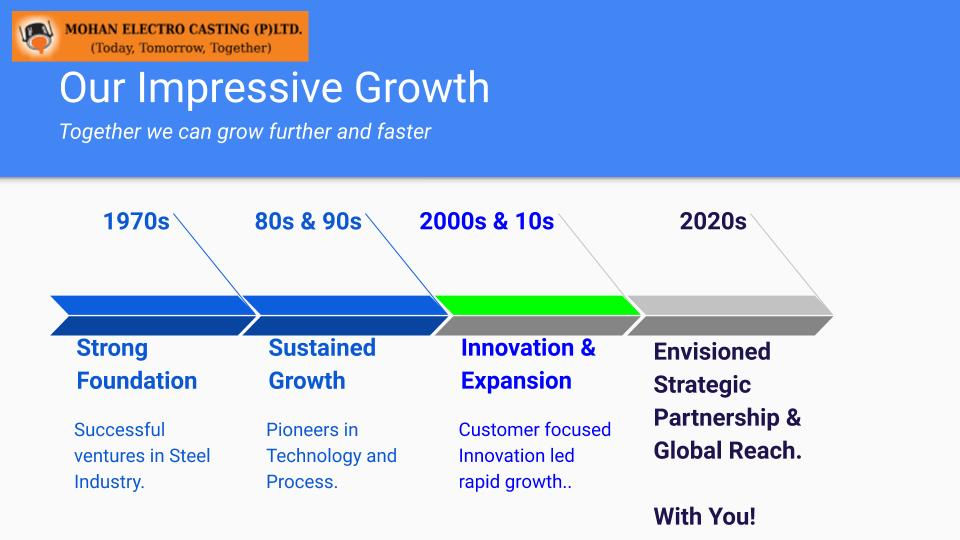 MOHAN ELECTRO CASTING (P)LTD.
(Today, Tomorrow, Together)
Our Impressive Growth
Together we can grow further and faster
1970s
80s & 90s
2000s & 10s
2020s
Strong
Foundation
Successful
ventures in Steel
Industry.
Sustained
Growth
Pioneers in
Technology and
Process.
Innovation &
Expansion
Customer focused
Innovation led
rapid growth..
Envisioned
Strategic
Partnership &
Global Reach.
With You!